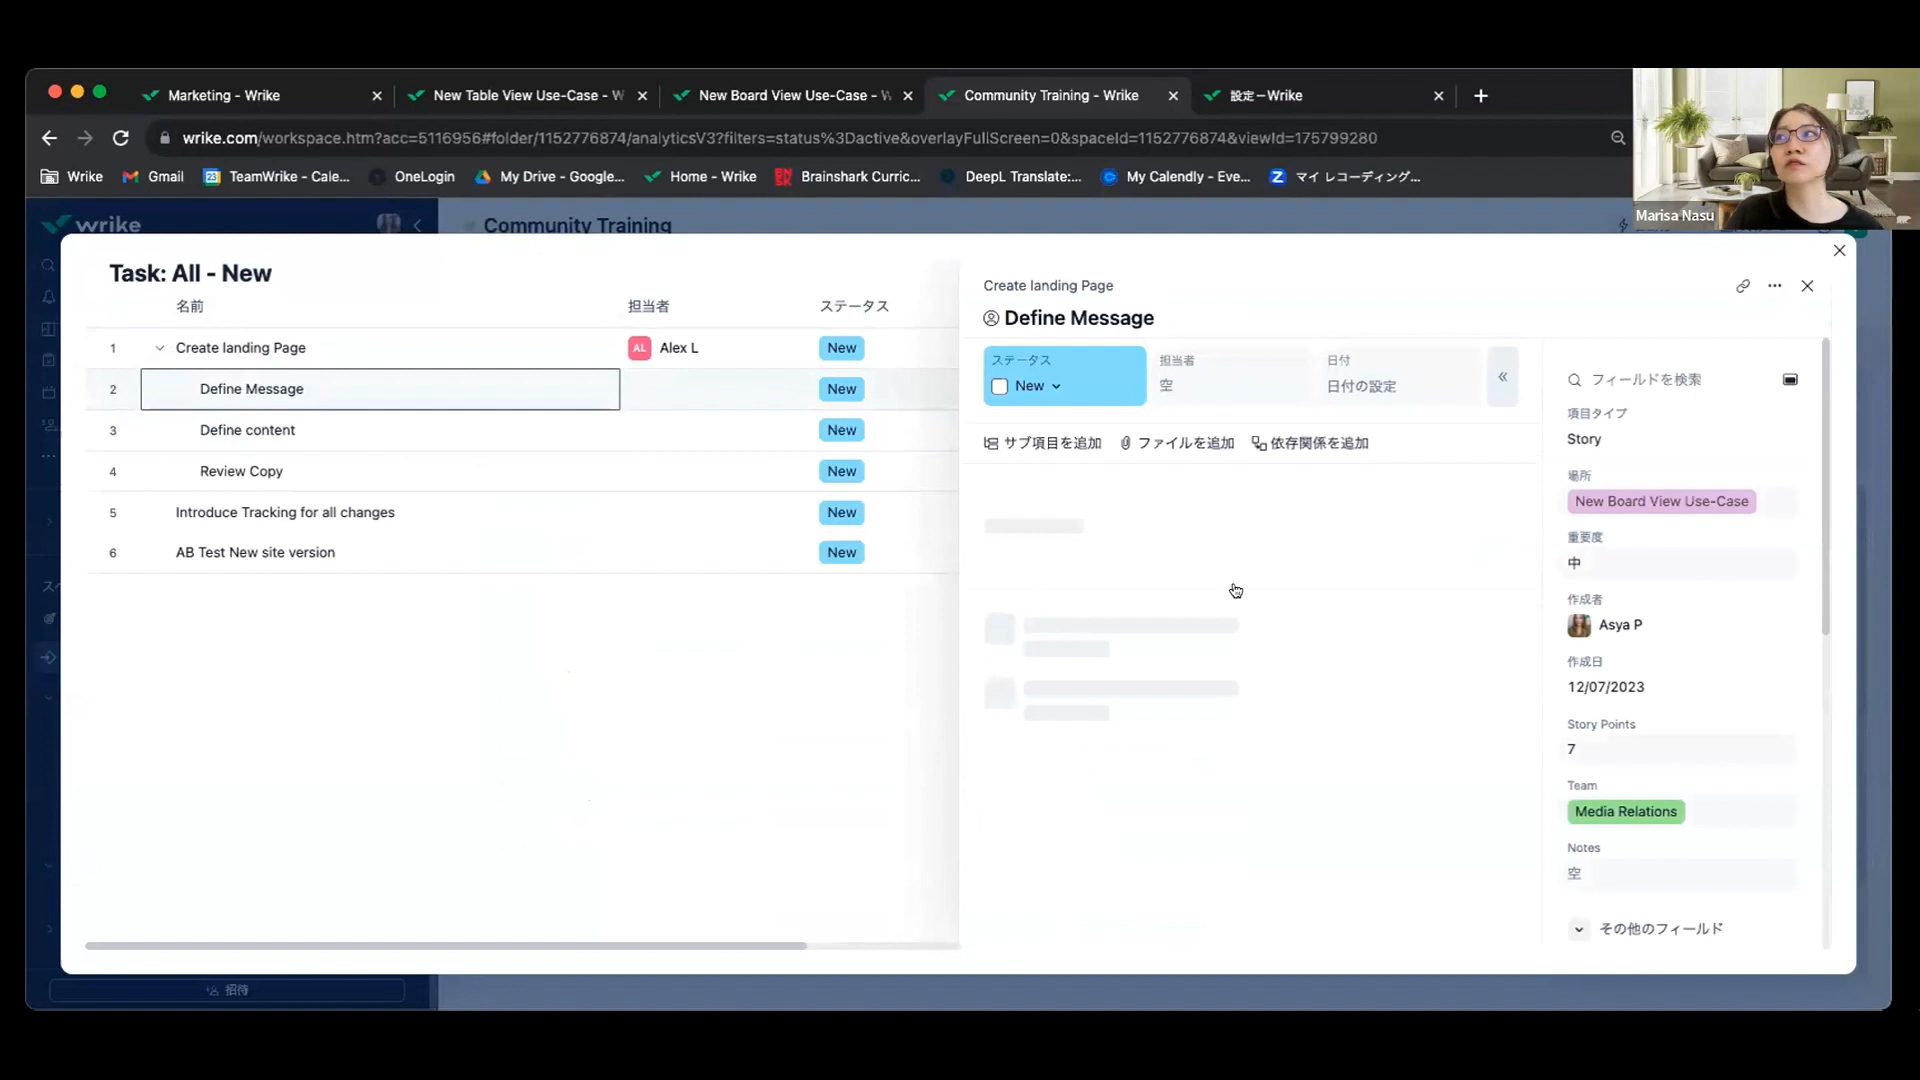 Marketing - Wrike
New Table View Use-Case - W
New Board View Use-Case - W
Community Training - Wrike
設定 – Wrike
wrike.com/workspace.htm?acc=5116956#folder/1152776874/analyticsV3?filters=status%3Dactive&overlayFullScreen=0&spaceId=1152776874&viewId=175799280
Wrike
Gmail
TeamWrike - Cale...
OneLogin
My Drive - Google...
Home - Wrike
Brainshark Curric...
DeepL Translate:...
My Calendly - Eve...
マイ レコーディング...
Marisa Nasu
wrike
Community Training
Task: All - New
名前 担当者 ステータス
1 Create landing Page AL Alex L New
2 Define Message New
3 Define content New
4 Review Copy New
5 Introduce Tracking for all changes New
6 AB Test New site version New
Create landing Page
Define Message
ステータス
New
担当者
空
日付
日付の設定
サブ項目を追加 ファイルを追加 依存関係を追加
フィールドを検索
項目タイプ
Story
場所
New Board View Use-Case
重要度
中
作成者
Asya P
作成日
12/07/2023
Story Points
7
Team
Media Relations
Notes
空
その他のフィールド
招待